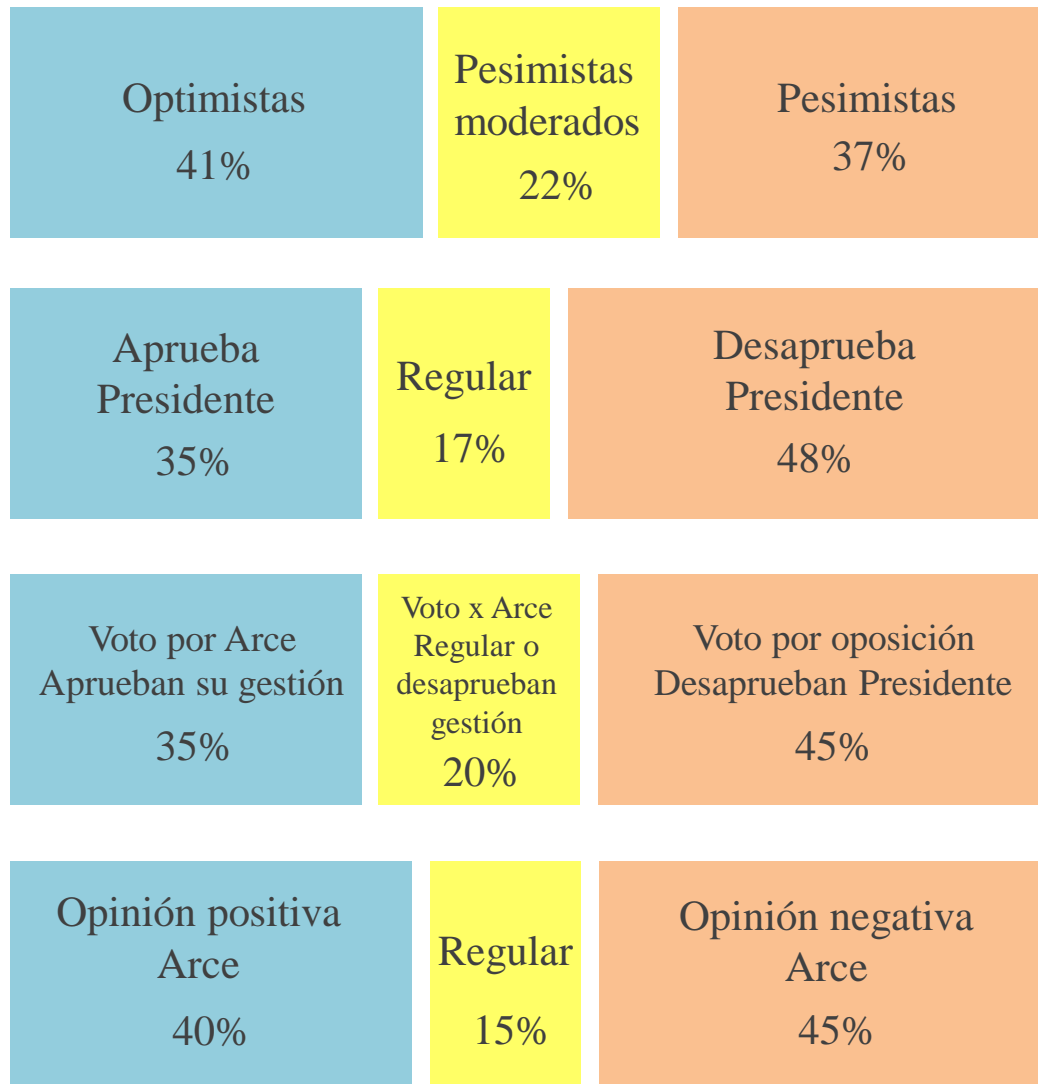 Optimistas
41%
Pesimistas
moderados
22%
Pesimistas
37%
Aprueba
Presidente
35%
Regular
17%
Desaprueba
Presidente
48%
Voto por Arce
Aprueban su gestión
35%
Voto x Arce
Regular o
desaprueban
gestión
20%
Voto por oposición
Desaprueban Presidente
45%
Opinión positiva
Arce
40%
Regular
15%
Opinión negativa
Arce
45%